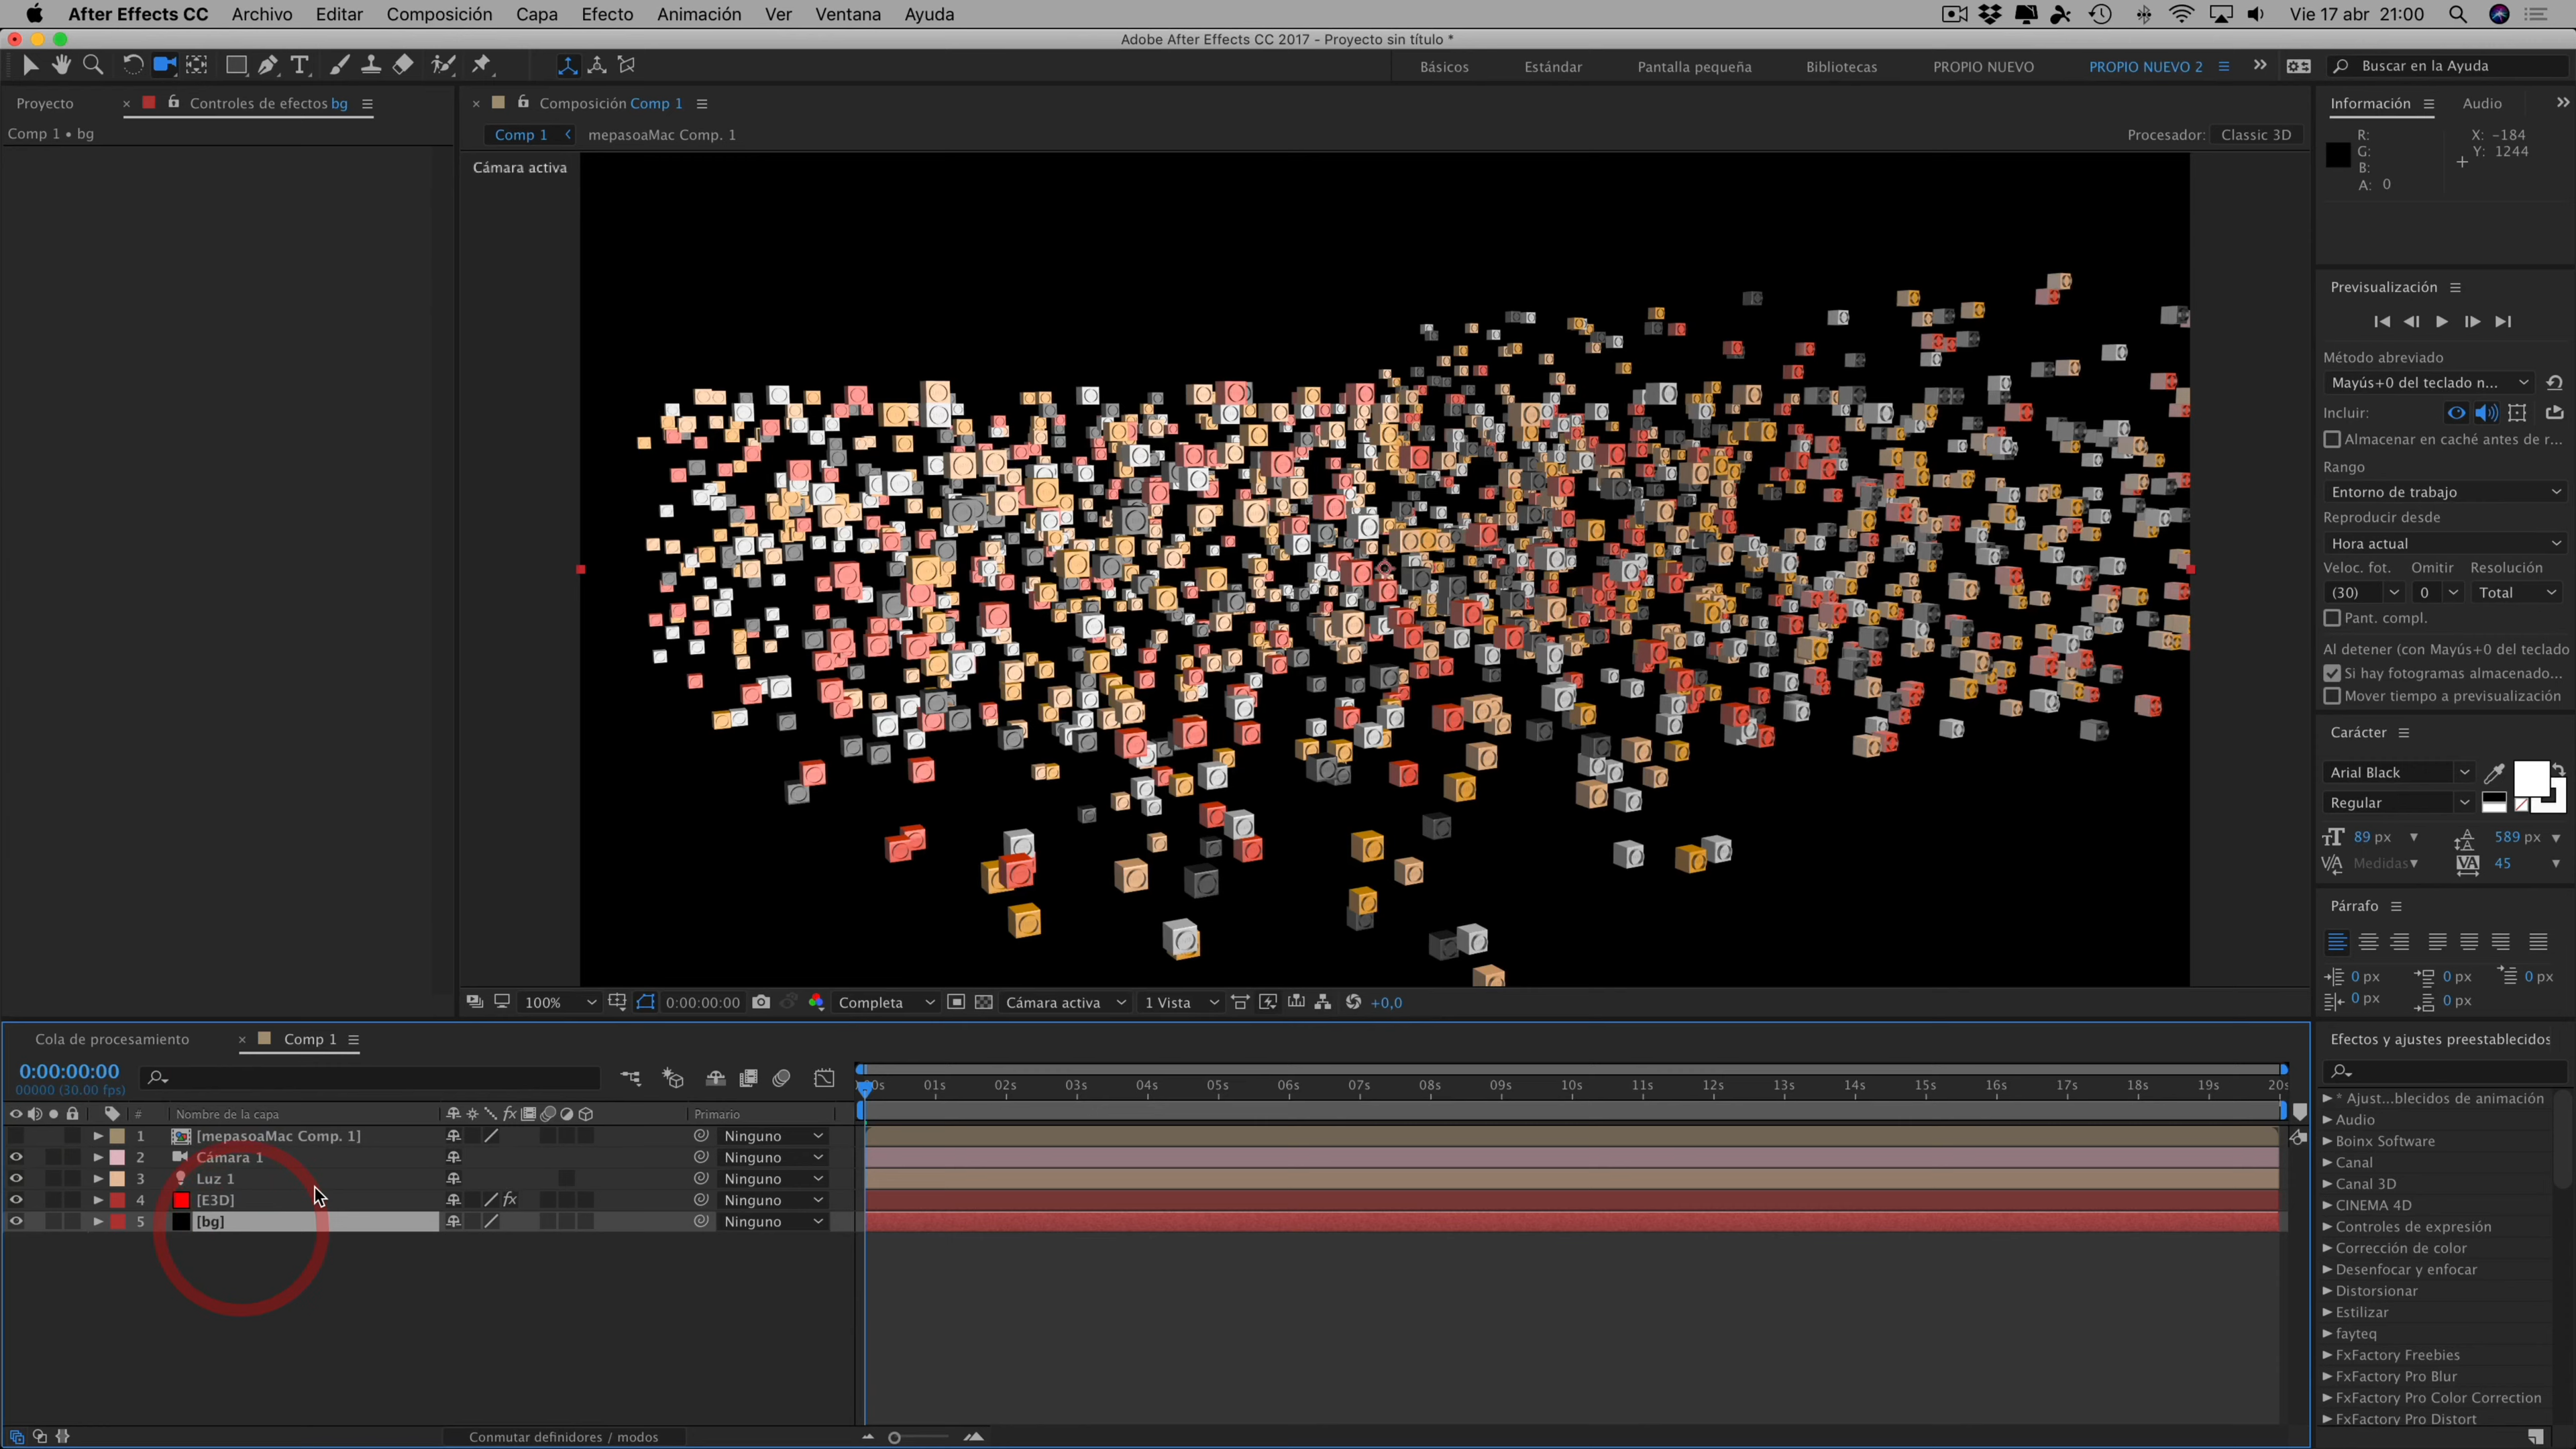 After Effects CC Archivo Editar Composición Capa Efecto Animación Ver Ventana Ayuda Vie 17 abr 21:00
Adobe After Effects CC 2017 - Proyecto sin título *
Básicos Estándar Pantalla pequeña Bibliotecas PROPIO NUEVO PROPIO NUEVO 2 Buscar en la Ayuda
Proyecto Controles de efectos bg
Comp 1 • bg
Composición Comp 1
Comp 1 mepasoaMac Comp. 1
Procesador: Classic 3D
Cámara activa
Información Audio
R: X: -184
G: Y: 1244
B:
A: 0
Previsualización
Método abreviado
Mayús+0 del teclado n...
Incluir:
Almacenar en caché antes de r...
Rango
Entorno de trabajo
Reproducir desde
Hora actual
Veloc. fot. Omitir Resolución
(30) 0 Total
Pant. compl.
Al detener (con Mayús+0 del teclado
Si hay fotogramas almacenado...
Mover tiempo a previsualización
Carácter
Arial Black
Regular
89 px 589 px
Medidas 45
Párrafo
0 px 0 px 0 px
0 px 0 px
100% 0:00:00:00 Completa Cámara activa 1 Vista +0,0
Cola de procesamiento Comp 1
0:00:00:00
00000 (30.00 fps)
# Nombre de la capa Primario
00s 01s 02s 03s 04s 05s 06s 07s 08s 09s 10s 11s 12s 13s 14s 15s 16s 17s 18s 19s 20s
1 [mepasoaMac Comp. 1] Ninguno
2 Cámara 1 Ninguno
3 Luz 1 Ninguno
4 [E3D] fx Ninguno
5 [bg] Ninguno
Conmutar definidores / modos
Efectos y ajustes preestablecidos
* Ajust...blecidos de animación
Audio
Boinx Software
Canal
Canal 3D
CINEMA 4D
Controles de expresión
Corrección de color
Desenfocar y enfocar
Distorsionar
Estilizar
fayteq
FxFactory Freebies
FxFactory Pro Blur
FxFactory Pro Color Correction
FxFactory Pro Distort